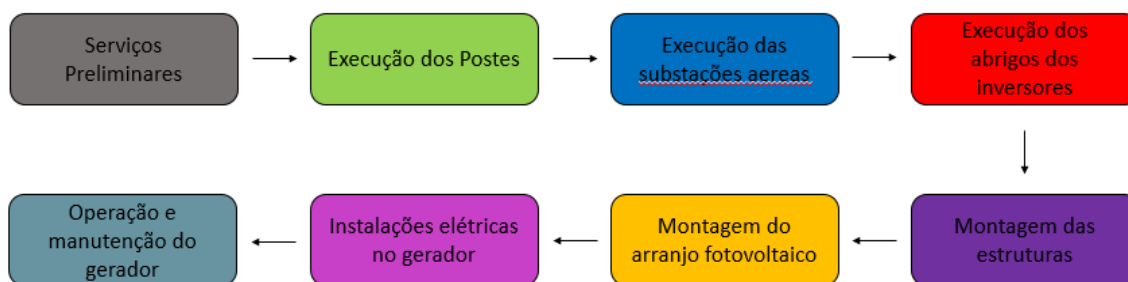 Serviços
Preliminares
Execução dos Postes
Execução das
substações aereas
Execução dos
abrigos dos
inversores
Operação e
manutenção do
gerador
Instalações elétricas
no gerador
Montagem do
arranjo fotovoltaico
Montagem das
estruturas